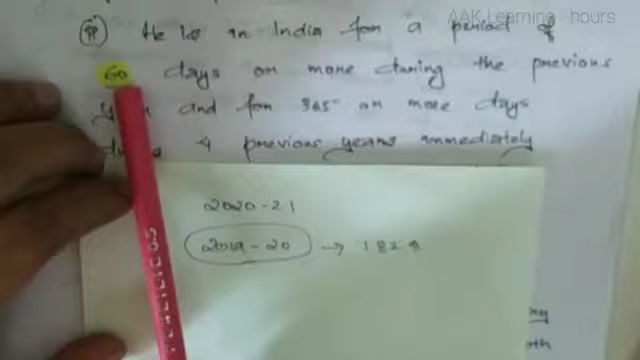 AAK Learning hours
(ii) He is in India for a period of
60 days or more during the previous
and for 365 or more days
4 previous years immediately
2020-21
2019-20 → 182